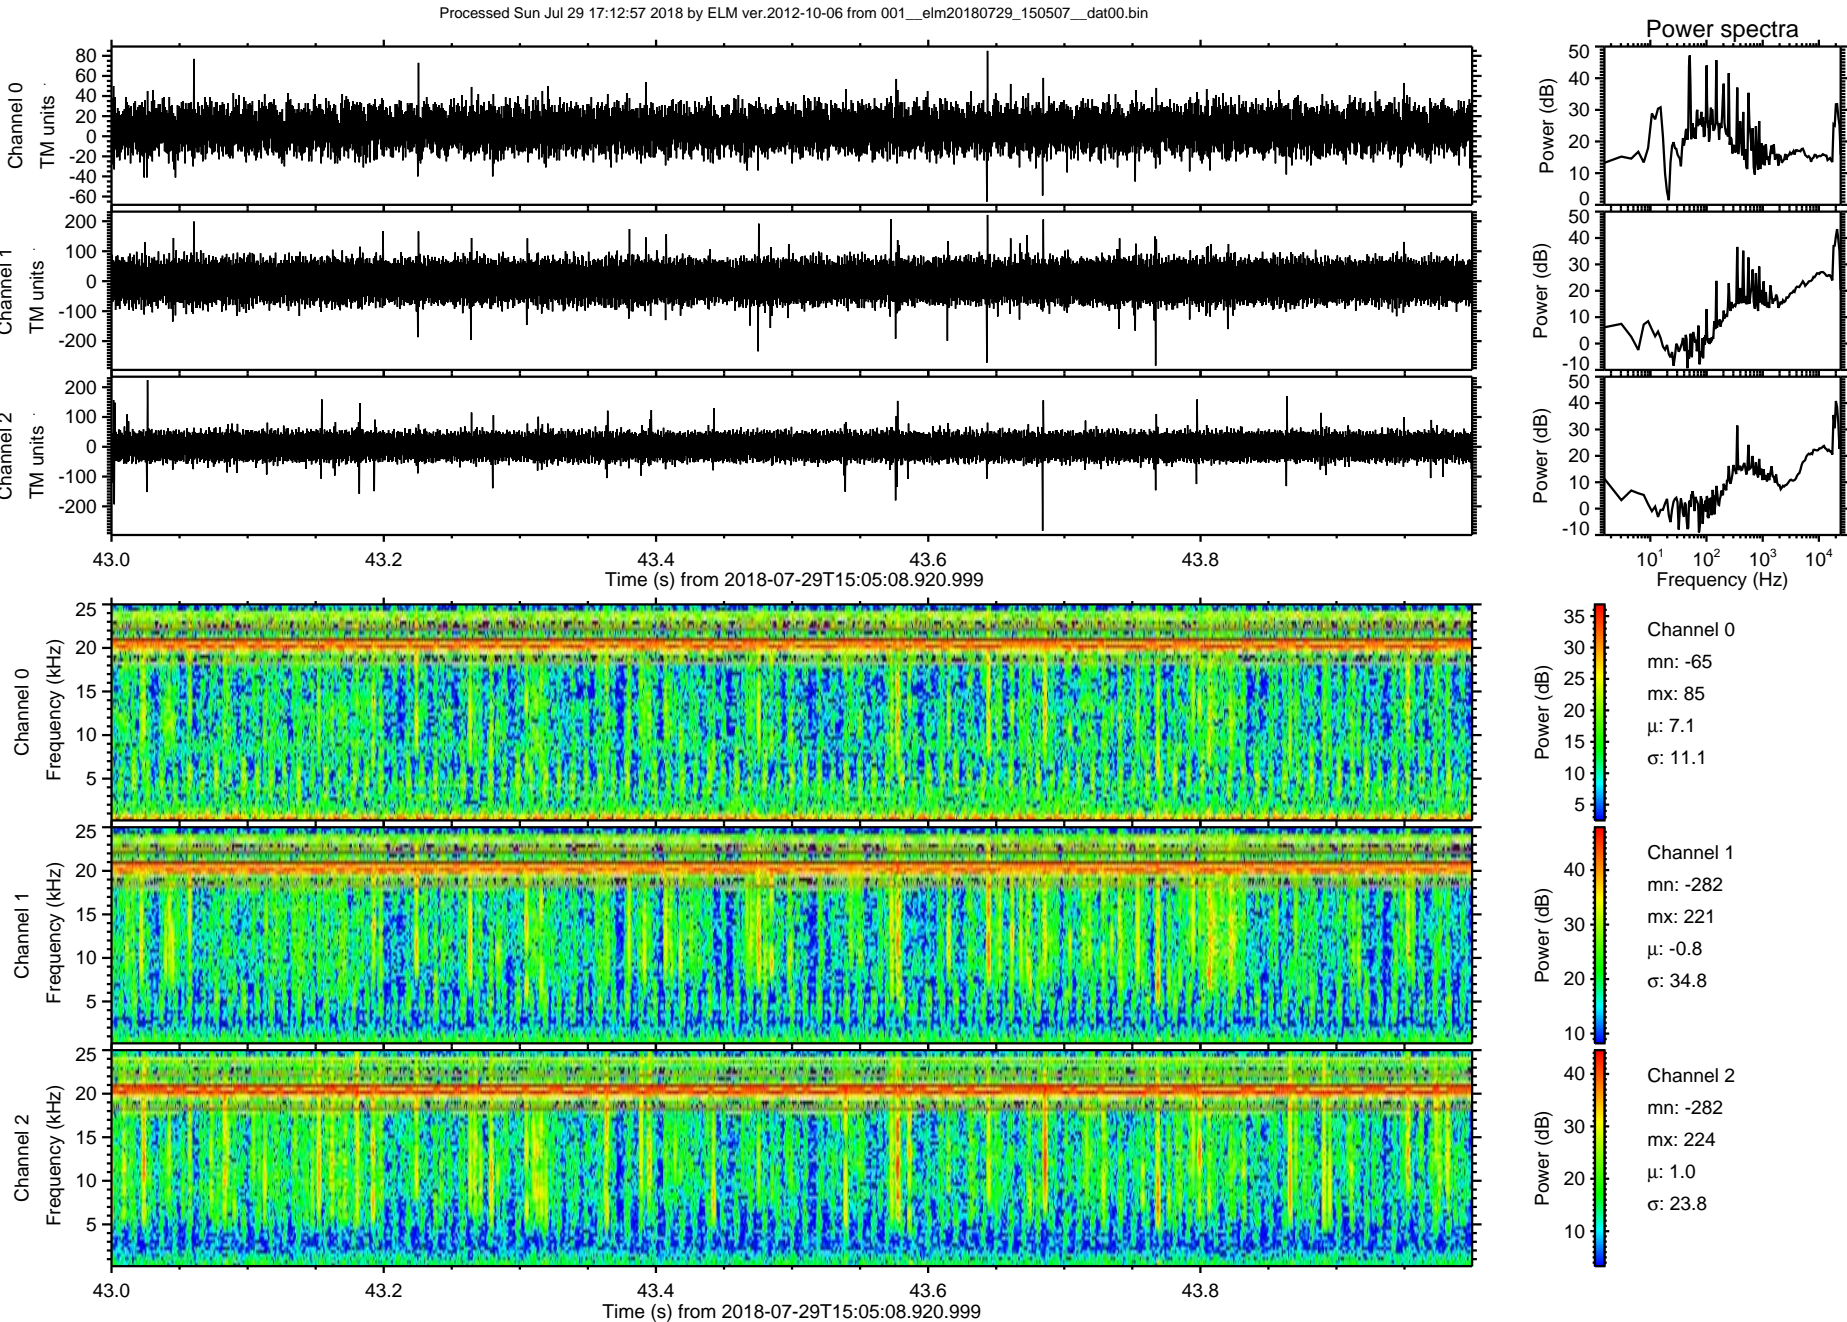 Processed Sun Jul 29 17:12:57 2018 by ELM ver.2012-10-06 from 001__elm20180729_150507__dat00.bin
Power spectra
Channel 0
TM units
80
60
40
20
0
-20
-40
-60
Power (dB)
50
40
30
20
10
0
Channel 1
TM units
200
100
0
-100
-200
Power (dB)
50
40
30
20
10
0
-10
Channel 2
TM units
200
100
0
-100
-200
Power (dB)
50
40
30
20
10
0
-10
43.0 43.2 43.4 43.6 43.8
Time (s) from 2018-07-29T15:05:08.920.999
10^1 10^2 10^3 10^4
Frequency (Hz)
Channel 0
Frequency (kHz)
25
20
15
10
5
Power (dB)
35
30
25
20
15
10
5
Channel 0
mn: -65
mx: 85
μ: 7.1
σ: 11.1
Channel 1
Frequency (kHz)
25
20
15
10
5
Power (dB)
40
30
20
10
Channel 1
mn: -282
mx: 221
μ: -0.8
σ: 34.8
Channel 2
Frequency (kHz)
25
20
15
10
5
Power (dB)
40
30
20
10
Channel 2
mn: -282
mx: 224
μ: 1.0
σ: 23.8
43.0 43.2 43.4 43.6 43.8
Time (s) from 2018-07-29T15:05:08.920.999